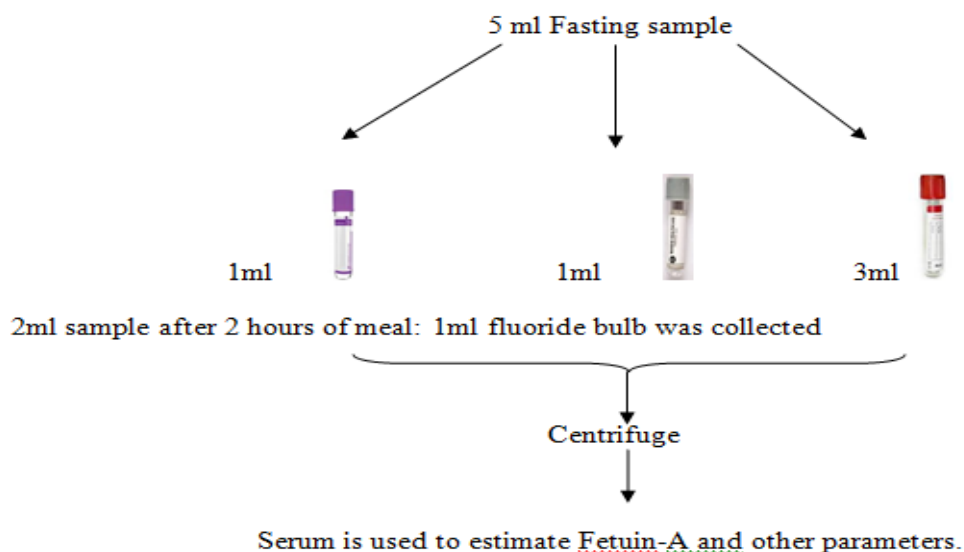 5 ml Fasting sample
1ml 1ml 3ml
2ml sample after 2 hours of meal: 1ml fluoride bulb was collected
Centrifuge
Serum is used to estimate Fetuin-A and other parameters.